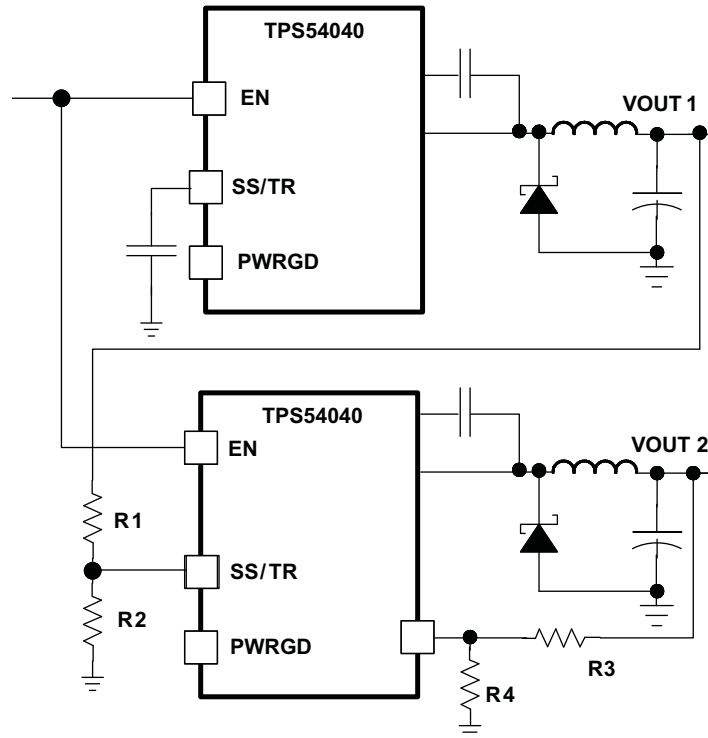 TPS54040
EN
VOUT 1
SS/TR
PWRGD
TPS54040
EN
VOUT 2
R1
SS/TR
R2
PWRGD
R3
R4